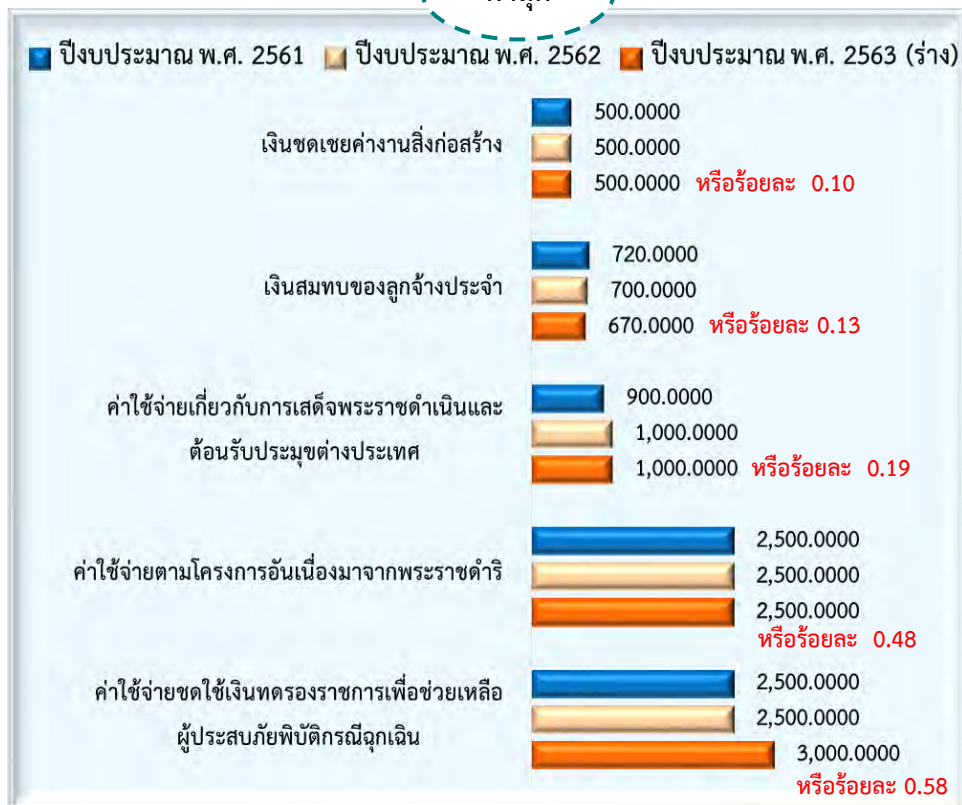 ปีงบประมาณ พ.ศ. 2561 ปีงบประมาณ พ.ศ. 2562 ปีงบประมาณ พ.ศ. 2563 (ร่าง)
เงินชดเชยค่างานสิ่งก่อสร้าง
500.0000
500.0000
500.0000 หรือร้อยละ 0.10
เงินสมทบของลูกจ้างประจำ
720.0000
700.0000
670.0000 หรือร้อยละ 0.13
ค่าใช้จ่ายเกี่ยวกับการเสด็จพระราชดำเนินและ
ต้อนรับประมุขต่างประเทศ
900.0000
1,000.0000
1,000.0000 หรือร้อยละ 0.19
ค่าใช้จ่ายตามโครงการอันเนื่องมาจากพระราชดำริ
2,500.0000
2,500.0000
2,500.0000
หรือร้อยละ 0.48
ค่าใช้จ่ายชดใช้เงินทดรองราชการเพื่อช่วยเหลือ
ผู้ประสบภัยพิบัติกรณีฉุกเฉิน
2,500.0000
2,500.0000
3,000.0000
หรือร้อยละ 0.58